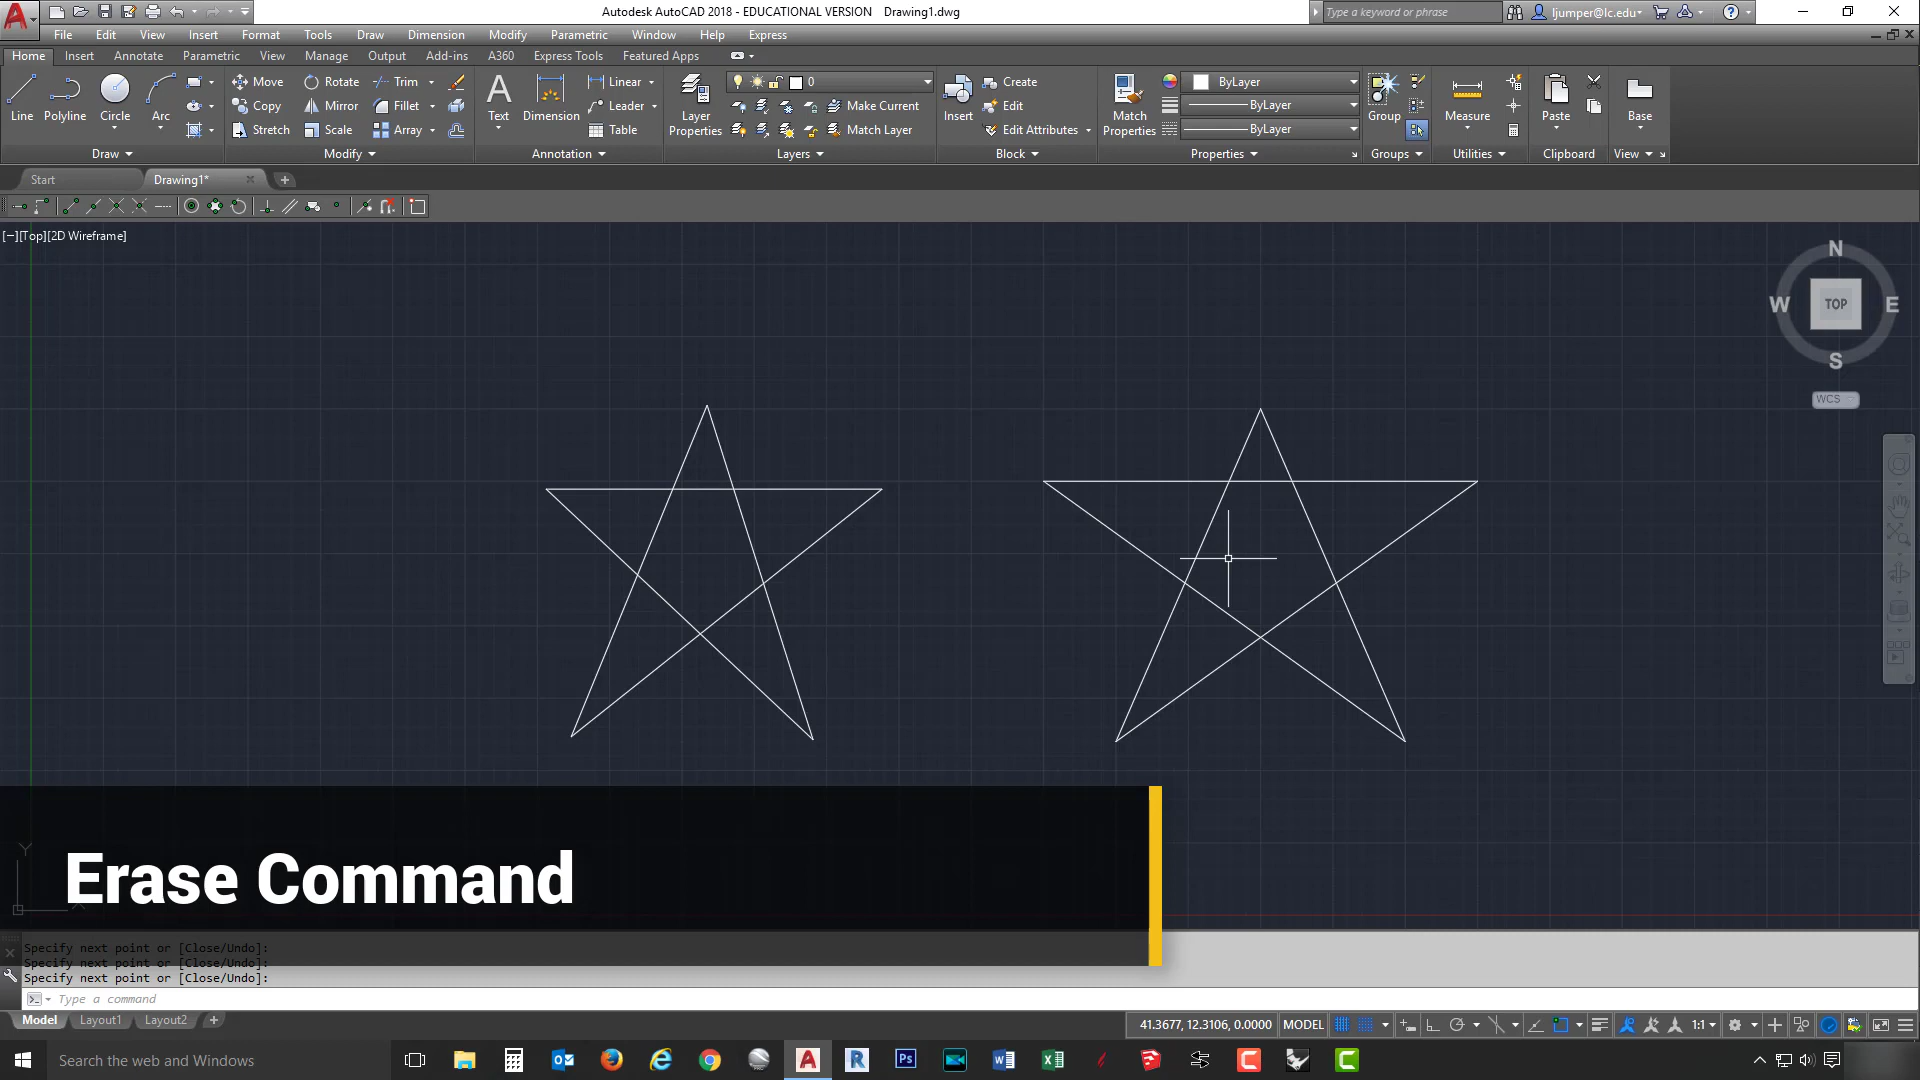 Autodesk AutoCAD 2018 - EDUCATIONAL VERSION Drawing1.dwg
Type a keyword or phrase
ljumper@lc.edu
File Edit View Insert Format Tools Draw Dimension Modify Parametric Window Help Express
Home Insert Annotate Parametric View Manage Output Add-ins A360 Express Tools Featured Apps
Line Polyline Circle Arc
Move Rotate Trim
Copy Mirror Fillet
Stretch Scale Array
Text Dimension
Linear
Leader
Table
Layer Properties
0
Make Current
Match Layer
Insert
Create
Edit
Edit Attributes
Match Properties
ByLayer
ByLayer
ByLayer
Group
Measure
Paste
Base
Draw Modify Annotation Layers Block Properties Groups Utilities Clipboard View
Start Drawing1*
[−][Top][2D Wireframe]
N
W TOP E
S
WCS
Y
Erase Command
Specify next point or [Close/Undo]:
Specify next point or [Close/Undo]:
Specify next point or [Close/Undo]:
Type a command
Model Layout1 Layout2 +
41.3677, 12.3106, 0.0000 MODEL 1:1
Search the web and Windows